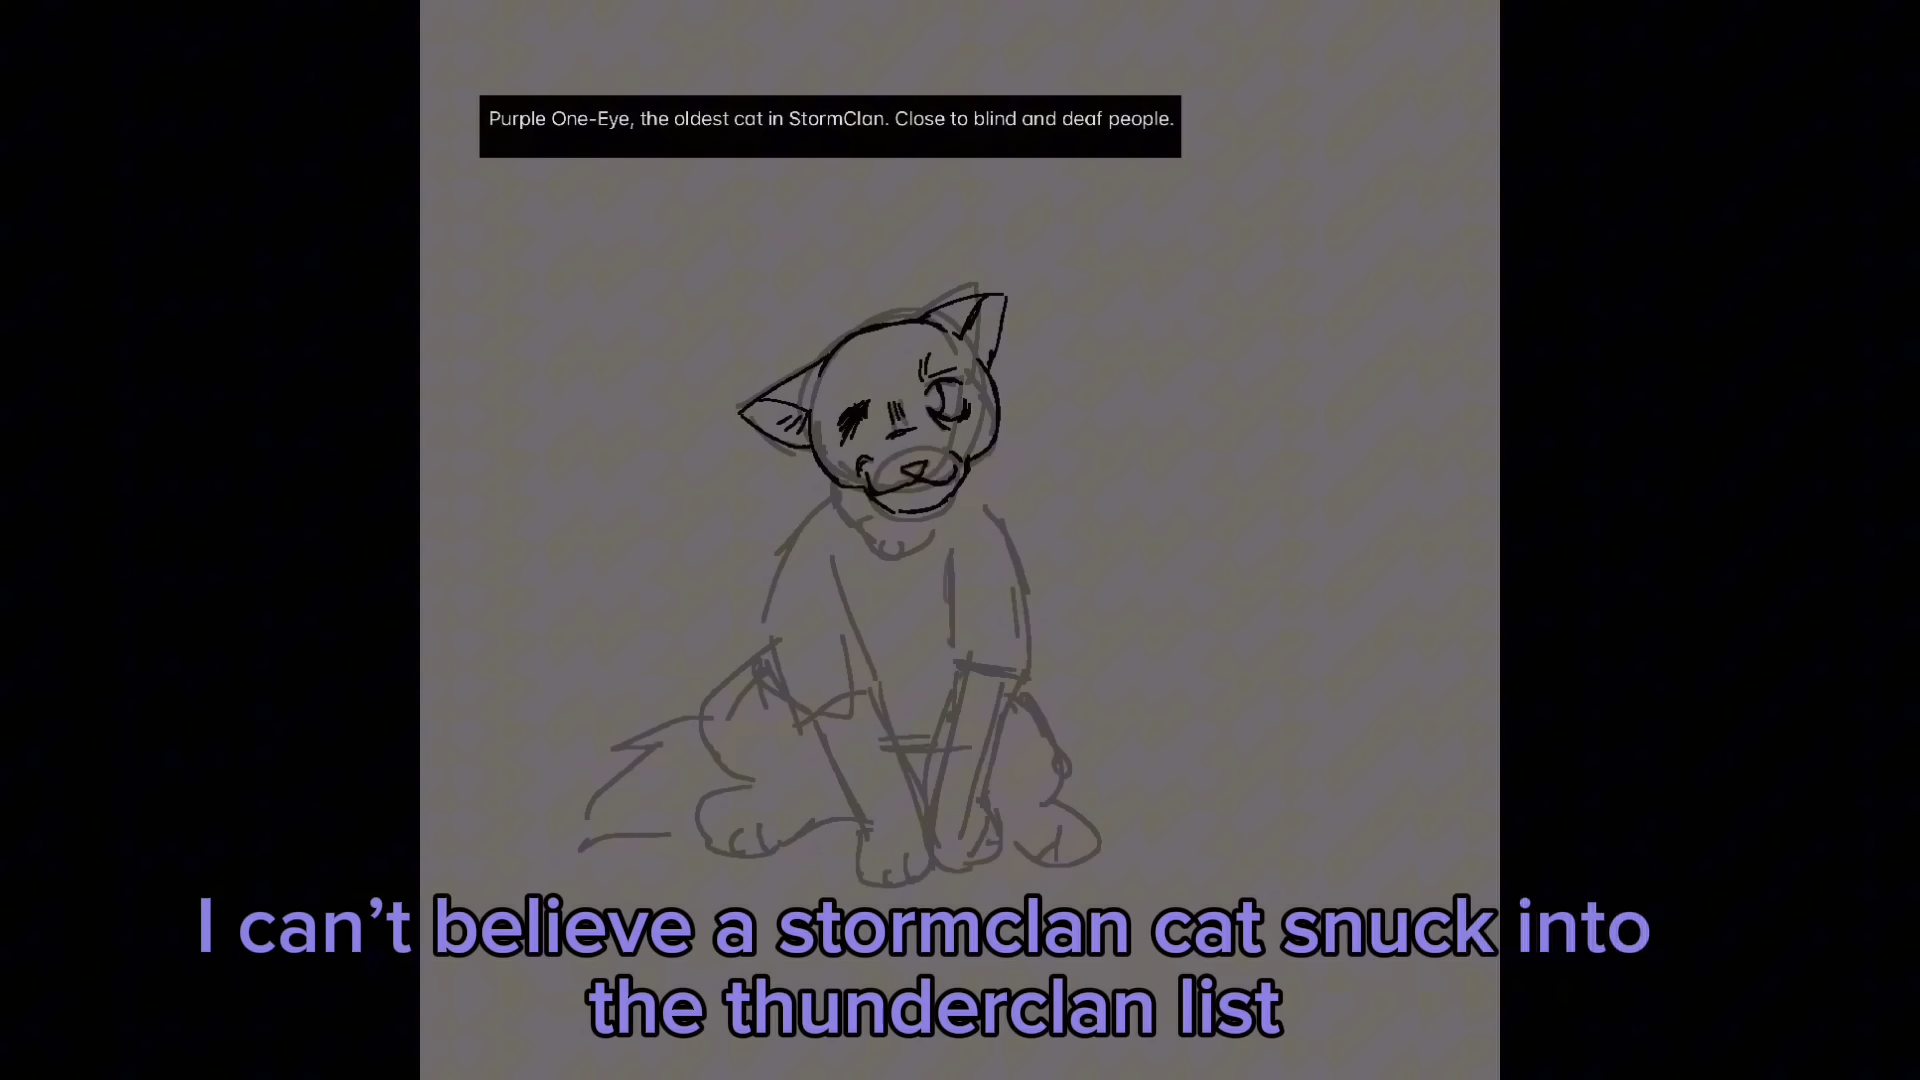 Purple One-Eye, the oldest cat in StormClan. Close to blind and deaf people.
I can’t believe a stormclan cat snuck into
the thunderclan list